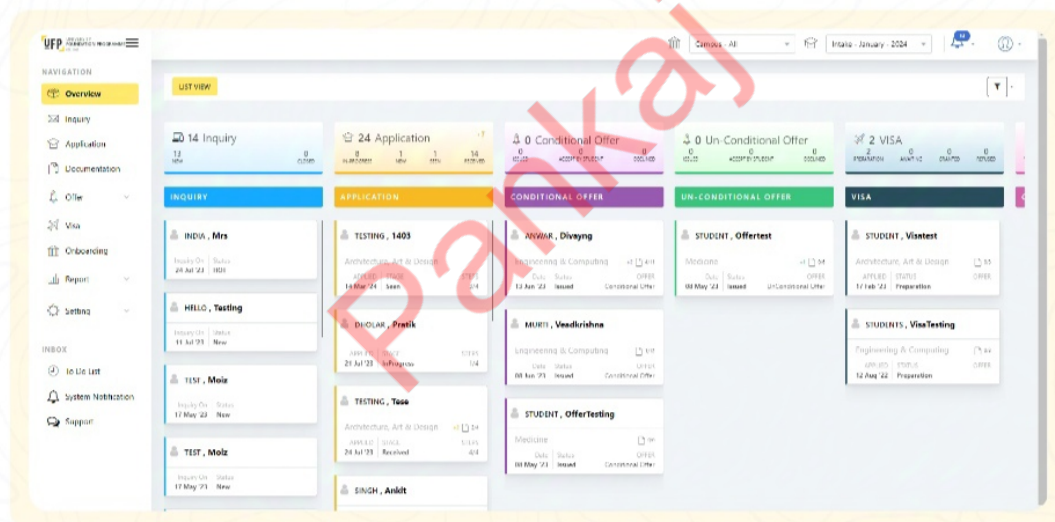 UFP
Campus - All
Intake - January - 2024
NAVIGATION
Overview
Inquiry
Application
Documentation
Offer
Visa
Onboarding
Report
Setting
INBOX
To Do List
System Notification
Support
LIST VIEW
14 Inquiry
13 0
NEW CLOSED
24 Application
8 1 1 14
IN-PROGRESS NEW SEEN RECEIVED
0 Conditional Offer
0 0 0
ISSUED ACCEPT BY STUDENT DECLINED
0 Un-Conditional Offer
0 0 0
ISSUED ACCEPT BY STUDENT DECLINED
2 VISA
2 0 0 0
PREPARATION AWAITING GRANTED REFUSED
INQUIRY
INDIA , Mrs
Inquiry On Status
24 Jul '23
HELLO , Testing
Inquiry On Status
11 Jul '23 New
TEST , Moiz
Inquiry On Status
17 May '23 New
TEST , Moiz
Inquiry On Status
17 May '23 New
APPLICATION
TESTING , 1403
Architecture, Art & Design
APPLIED STAGE STEPS
14 Mar '24 Seen
DHOLAR , Pratik
APPLIED STAGE STEPS
21 Jul '23 InProgress
TESTING , Tese
Architecture, Art & Design
APPLIED STAGE STEPS
24 Jul '23 Received 4/4
SINGH , Ankit
CONDITIONAL OFFER
ANWAR , Divayng
Engineering & Computing
Date Status OFFER
13 Jun '23 Issued Conditional Offer
MURTI , Veadkrishna
Engineering & Computing
Date Status OFFER
08 Jun '23 Issued Conditional Offer
STUDENT , OfferTesting
Medicine
Date Status OFFER
08 May '23 Issued Conditional Offer
UN-CONDITIONAL OFFER
STUDENT , Offertest
Medicine
Date Status OFFER
08 May '23 Issued UnConditional Offer
VISA
STUDENT , Visatest
Architecture, Art & Design
APPLIED STATUS OFFER
17 Feb '23 Preparation
STUDENTS , VisaTesting
Engineering & Computing
APPLIED STATUS OFFER
12 Aug '22 Preparation
Pankaj